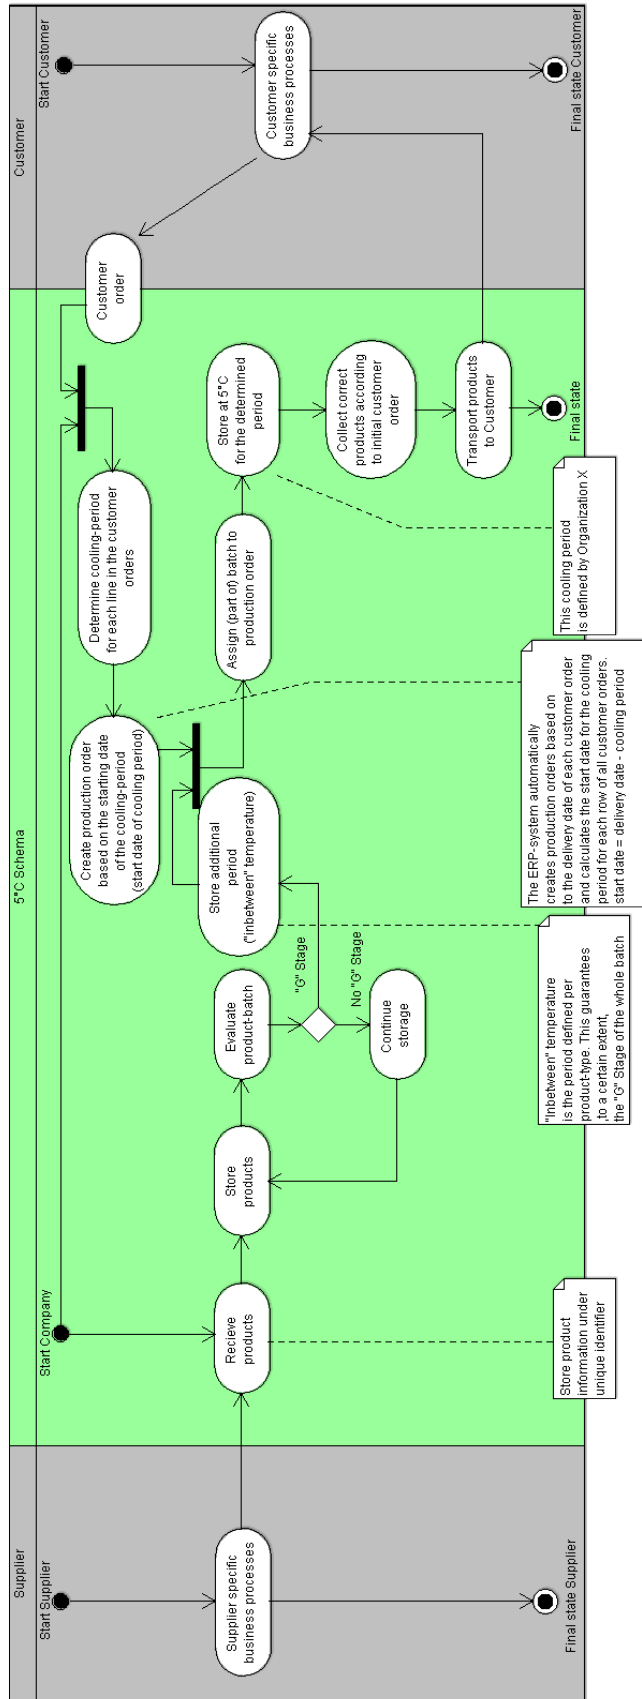 Supplier
5°C Schema
Customer
Start Supplier
Start Company
Start Customer
Supplier specific
business processes
Final state Supplier
Recieve
products
Store
products
Evaluate
product-batch
"G" Stage
No "G" Stage
Continue
storage
Store additional
period
("inbetween" temperature)
Create production order
based on the starting date
of the cooling-period
(start date of cooling period)
Determine cooling-period
for each line in the customer
orders
Customer
order
Customer specific
business processes
Assign (part of) batch to
production order
Store at 5°C
for the determined
period
Collect correct
products according
to initial customer
order
Transport products
to Customer
Final state
Final state Customer
Store product
information under
unique identifier
"Inbetween" temperature
is the period defined per
product-type. This guarantees
,to a certain extent,
the "G" Stage of the whole batch
The ERP-system automatically
creates production orders based on
to the delivery date of each customer order
and calculates the start date for the cooling
period for each row of all customer orders.
start date = delivery date - cooling period
This cooling period
is defined by Organization X